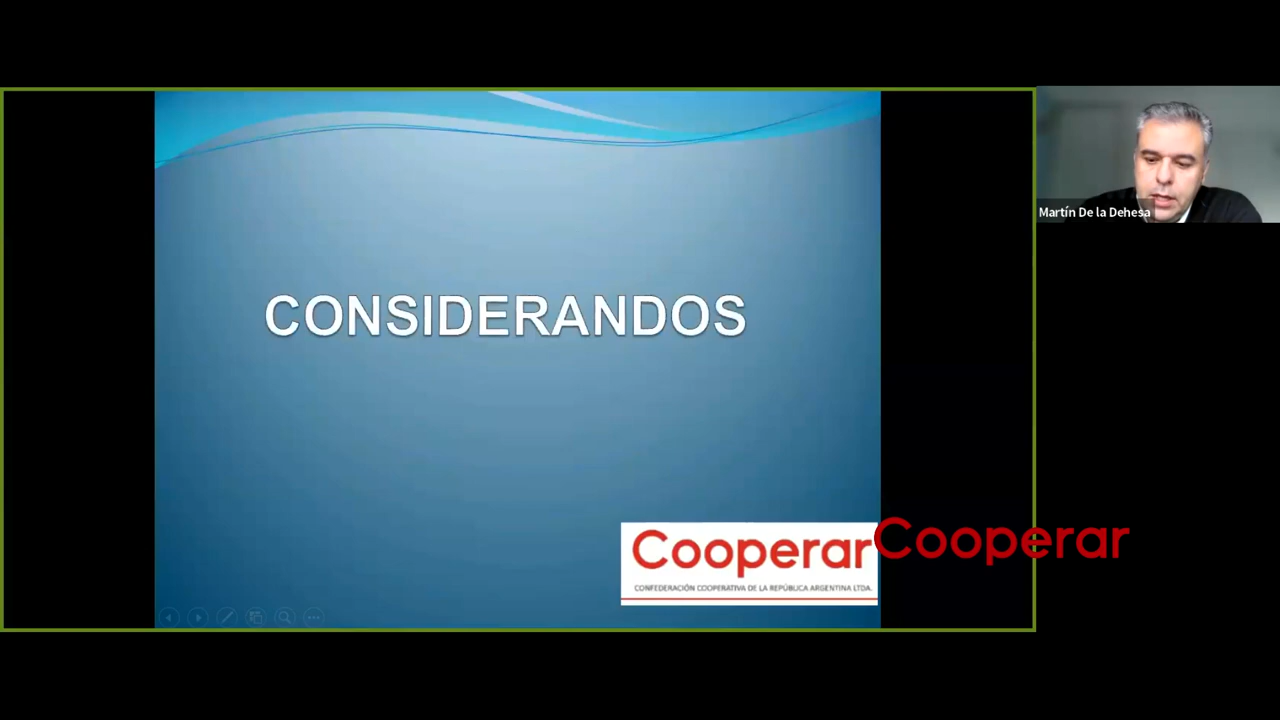 CONSIDERANDOS
Martín De la Dehesa
Cooperar
CONFEDERACIÓN COOPERATIVA DE LA REPÚBLICA ARGENTINA LTDA.
Cooperar